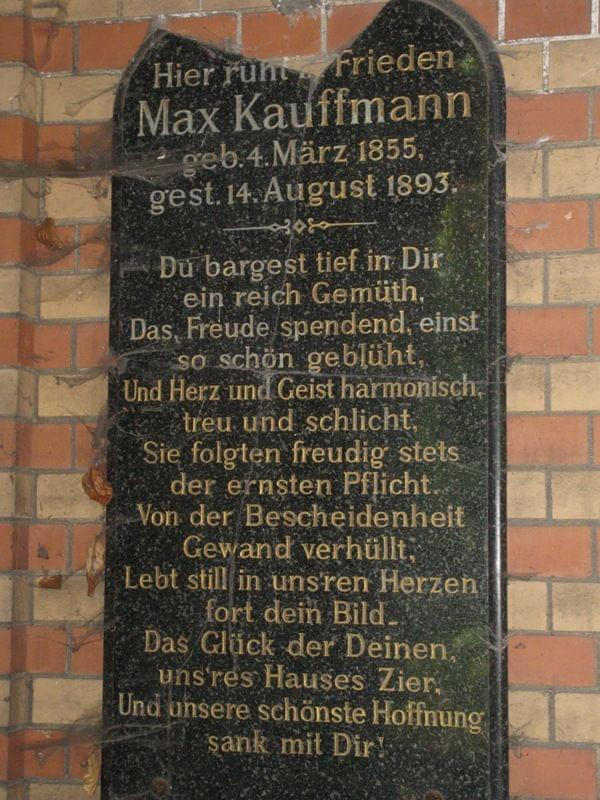 Hier ruht in Frieden
Max Kauffmann
geb. 4. März 1855,
gest. 14. August 1893.
Du bargest tief in Dir
ein reich Gemüth,
Das, Freude spendend, einst
so schön geblüht,
Und Herz und Geist harmonisch,
treu und schlicht,
Sie folgten freudig stets
der ernsten Pflicht.
Von der Bescheidenheit
Gewand verhüllt,
Lebt still in uns'ren Herzen
fort dein Bild_
Das Glück der Deinen,
uns'res Hauses Zier,
Und unsere schönste Hoffnung
sank mit Dir!